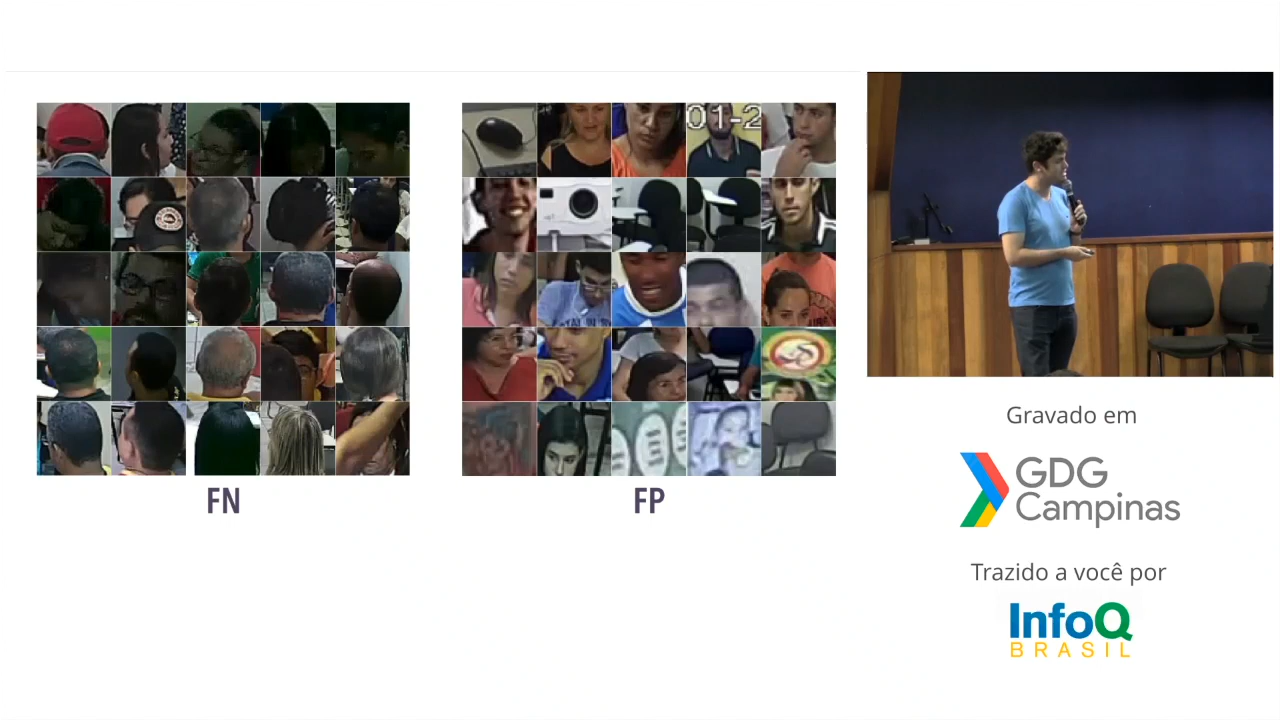 01-2
FN
FP
Gravado em
GDG
Campinas
Trazido a você por
InfoQ
BRASIL